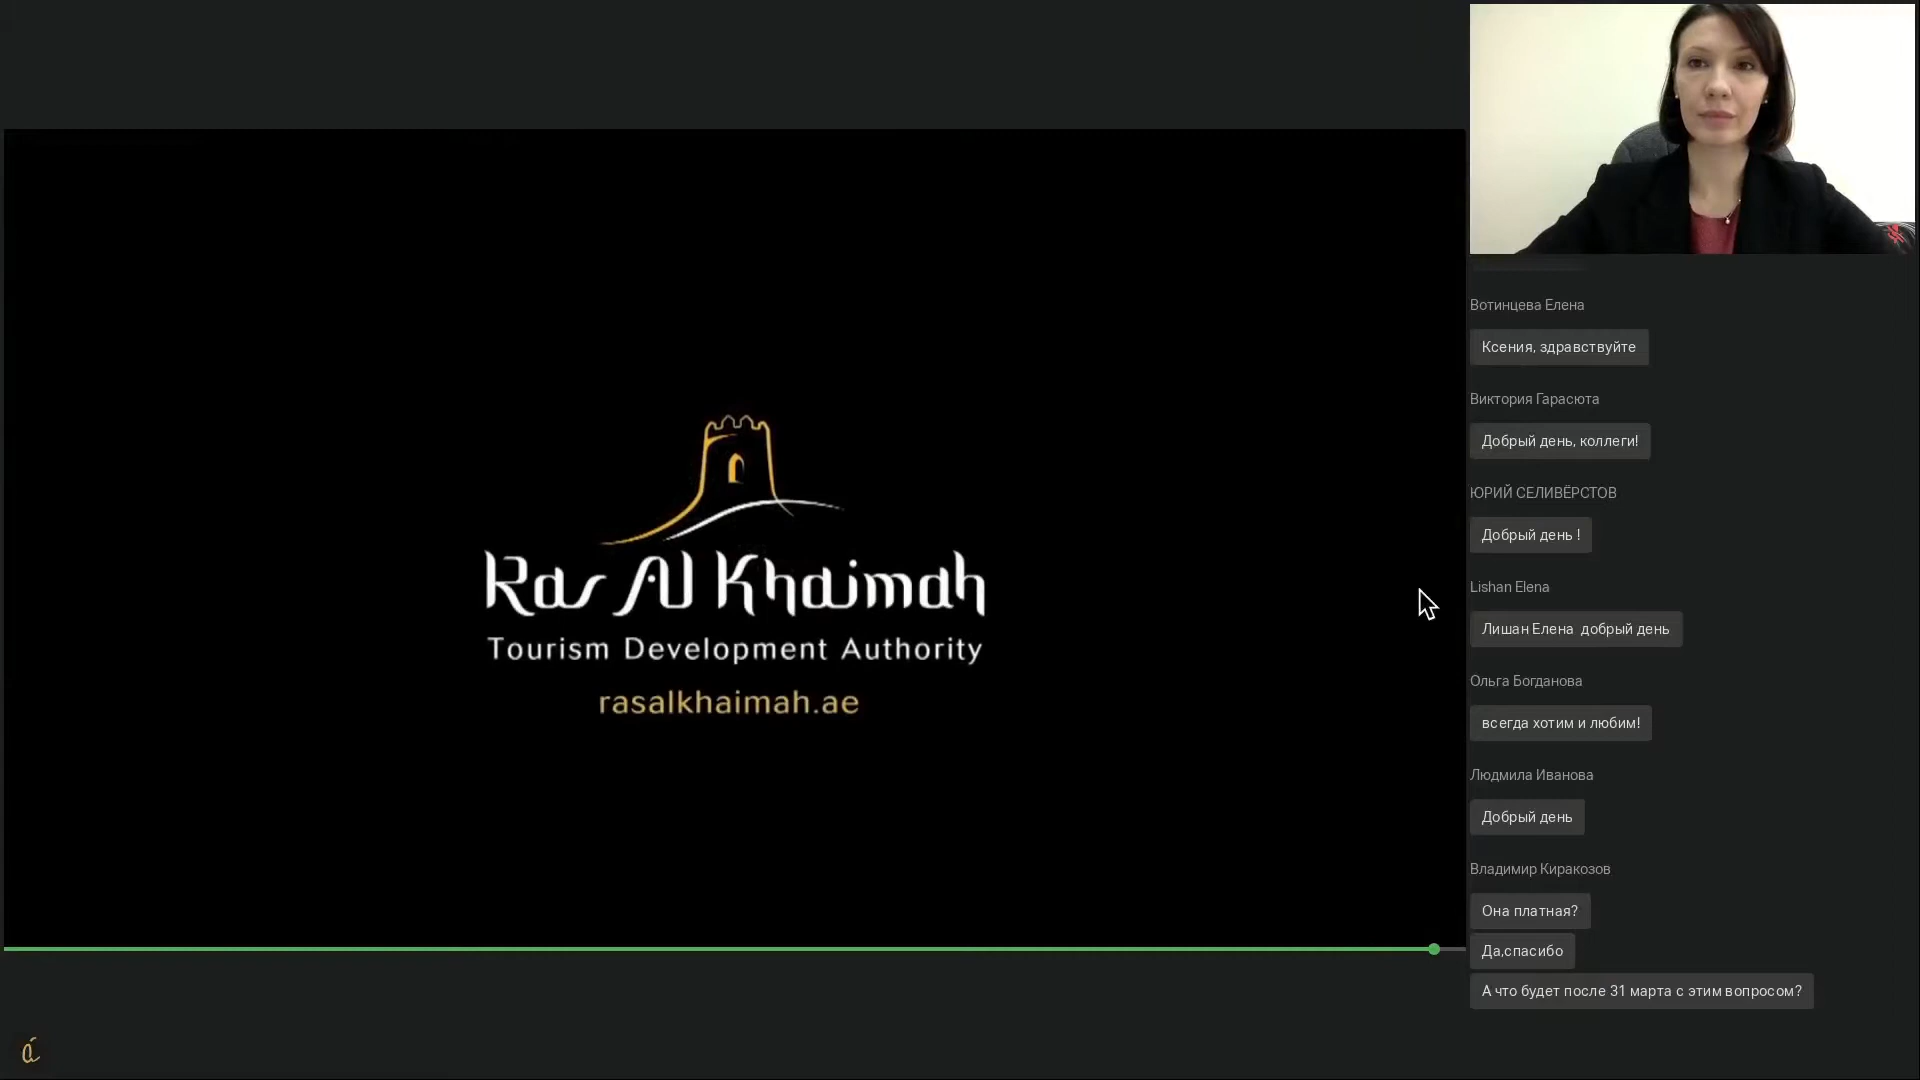 Ras Al Khaimah
Tourism Development Authority
rasalkhaimah.ae
Вотинцева Елена
Ксения, здравствуйте
Виктория Гарасюта
Добрый день, коллеги!
ЮРИЙ СЕЛИВЁРСТОВ
Добрый день !
Lishan Elena
Лишан Елена добрый день
Ольга Богданова
всегда хотим и любим!
Людмила Иванова
Добрый день
Владимир Киракозов
Она платная?
Да,спасибо
А что будет после 31 марта с этим вопросом?
á